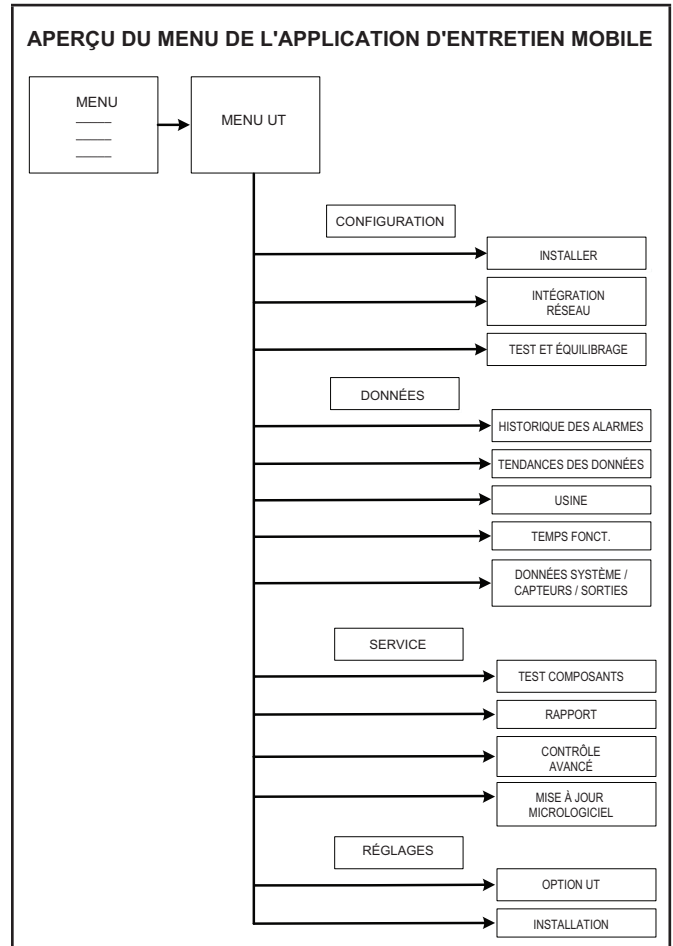 APERÇU DU MENU DE L'APPLICATION D'ENTRETIEN MOBILE
MENU
MENU UT
CONFIGURATION
INSTALLER
INTÉGRATION
RÉSEAU
TEST ET ÉQUILIBRAGE
DONNÉES
HISTORIQUE DES ALARMES
TENDANCES DES DONNÉES
USINE
TEMPS FONCT.
DONNÉES SYSTÈME /
CAPTEURS / SORTIES
SERVICE
TEST COMPOSANTS
RAPPORT
CONTRÔLE
AVANCÉ
MISE À JOUR
MICROLOGICIEL
RÉGLAGES
OPTION UT
INSTALLATION